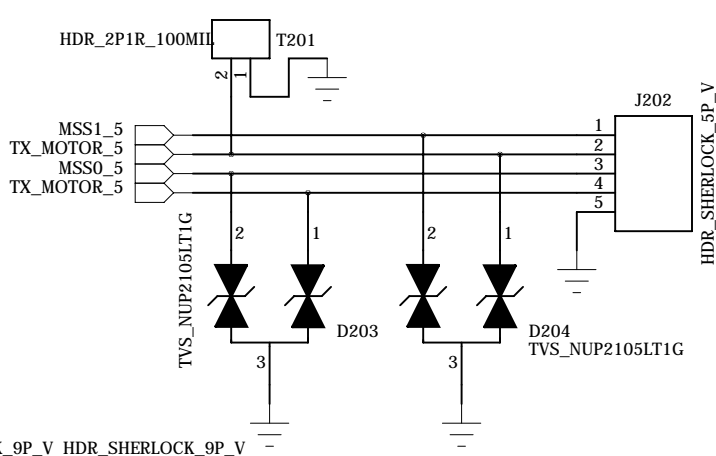 HDR_2P1R_100MIL
T201
2
1
J202
HDR_SHERLOCK_5P_V
MSS1_5
TX_MOTOR_5
MSS0_5
TX_MOTOR_5
1
2
3
4
5
2
1
2
1
TVS_NUP2105LT1G
D203
D204
TVS_NUP2105LT1G
3
3
_9P_V HDR_SHERLOCK_9P_V